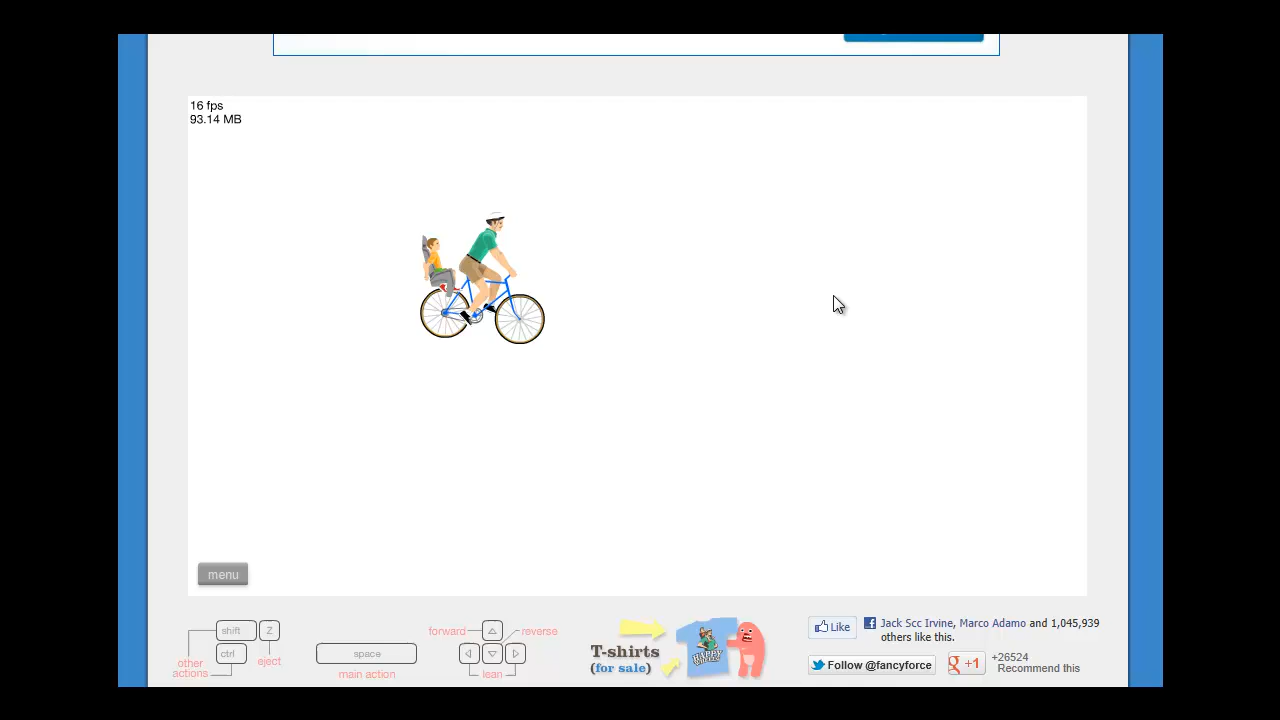 16 fps
93.14 MB
menu
shift
Z
ctrl
other
actions
eject
space
main action
forward
reverse
lean
T-shirts
(for sale)
HAPPY
Like
Jack Scc Irvine, Marco Adamo and 1,045,939
others like this.
Follow @fancyforce
+1
+26524
Recommend this